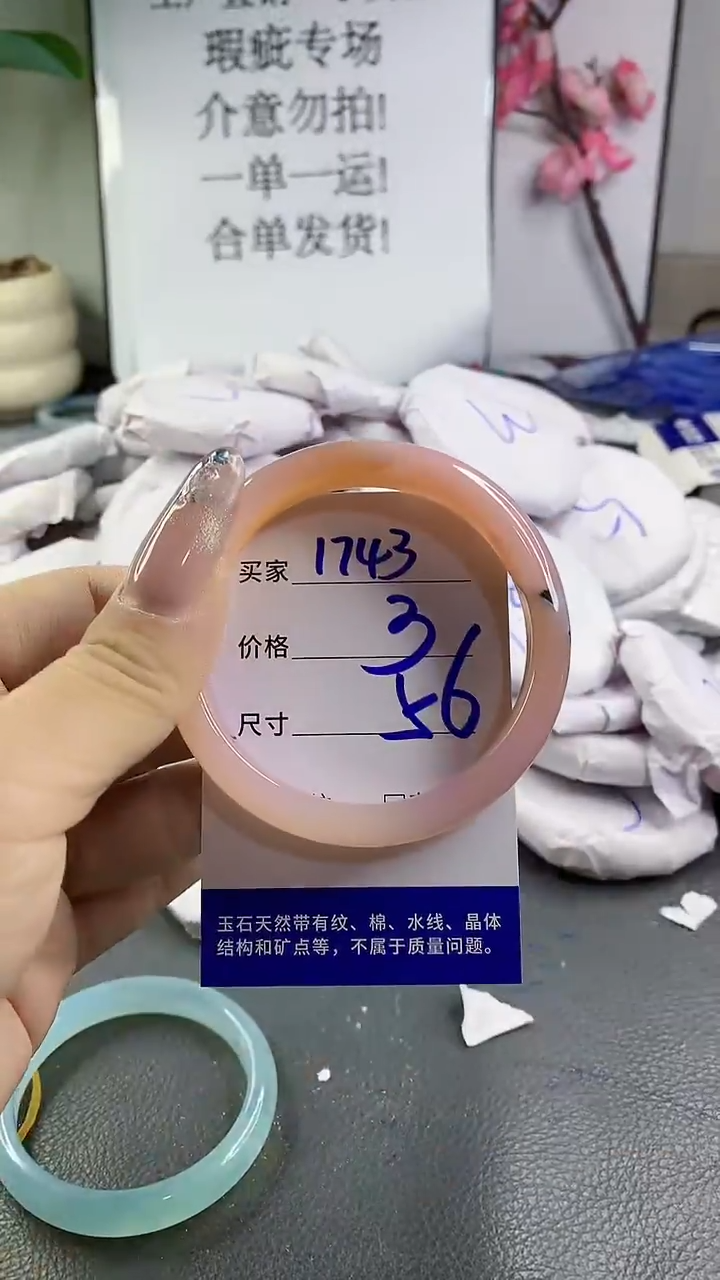 瑕疵专场
介意勿拍!
一单一运!
合单发货!
买家 1743
价格 3
尺寸 56
玉石天然带有纹、棉、水线、晶体
结构和矿点等，不属于质量问题。